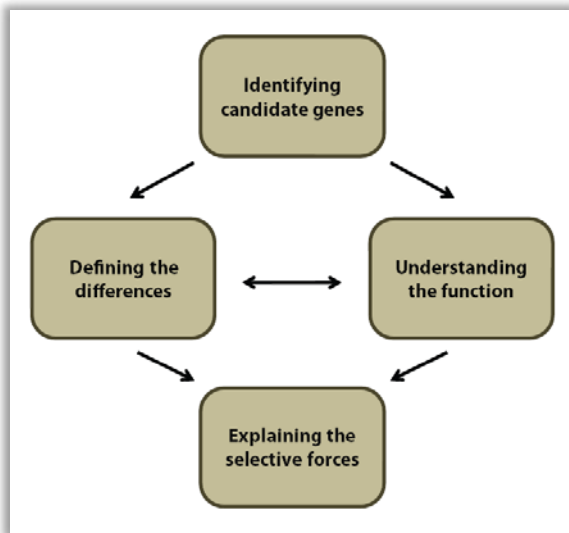 Identifying
candidate genes
Defining the
differences
Understanding
the function
Explaining the
selective forces